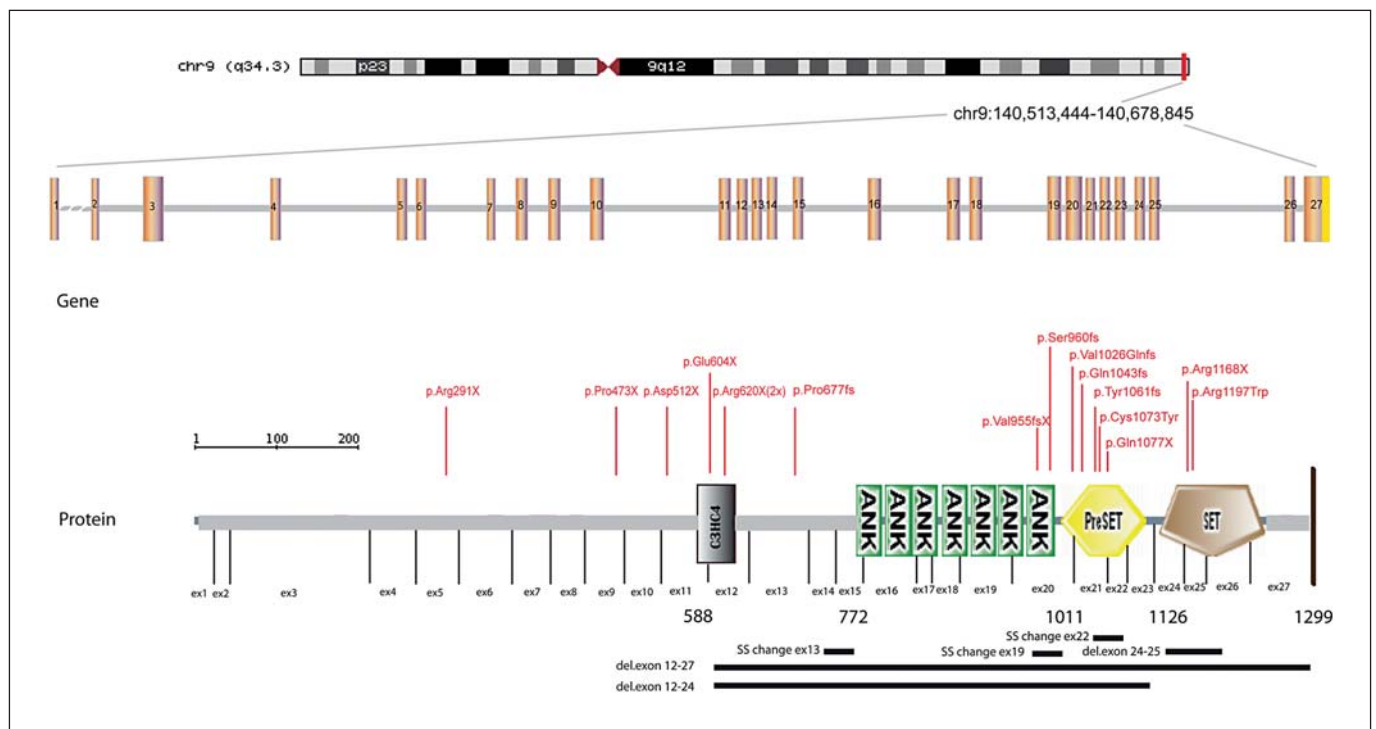 chr9 (q34.3) p23 9q12
chr9:140,513,444-140,678,845
1 2 3 4 5 6 7 8 9 10 11 12 13 14 15 16 17 18 19 20 21 22 23 24 25 26 27
Gene
p.Ser960fs
p.Val1026Glnfs
p.Glu604X
p.Gln1043fs
p.Arg1168X
p.Arg291X
p.Pro473X p.Asp512X p.Arg620X(2x) p.Pro677fs
p.Tyr1061fs
p.Arg1197Trp
p.Val955fsX
p.Cys1073Tyr
p.Gln1077X
1 100 200
Protein
C3HC4
ANK ANK ANK ANK ANK ANK ANK
PreSET
SET
ex1 ex2 ex3 ex4 ex5 ex6 ex7 ex8 ex9 ex10 ex11 ex12 ex13 ex14 ex15 ex16 ex17 ex18 ex19 ex20 ex21 ex22 ex23 ex24 ex25 ex26 ex27
588 772 1011 1126 1299
SS change ex22
SS change ex13 SS change ex19 del.exon 24-25
del.exon 12-27
del.exon 12-24